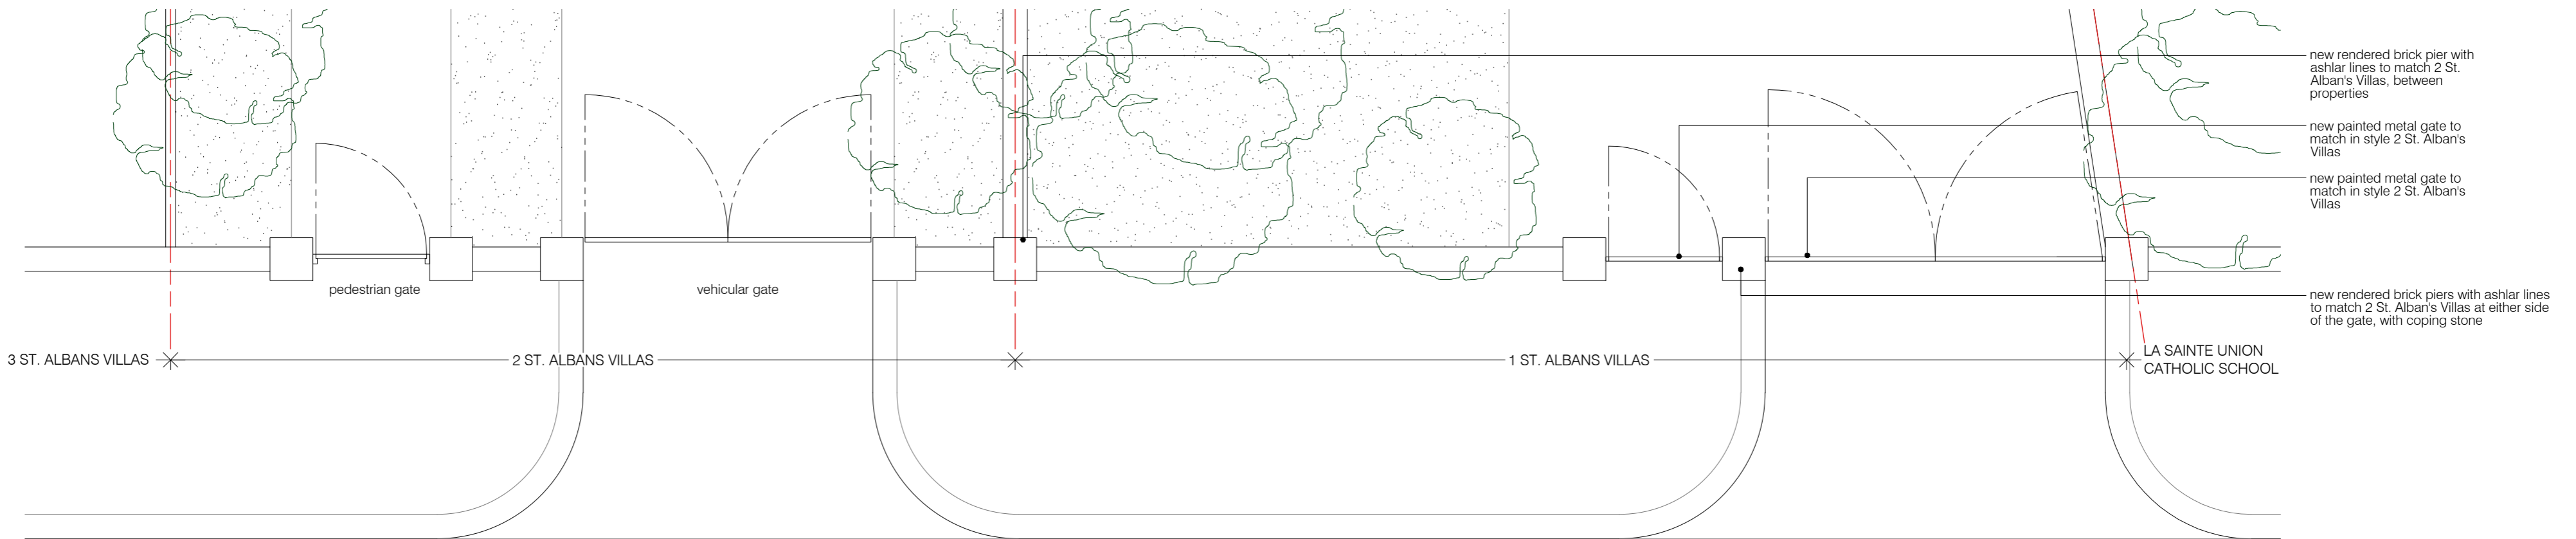 new rendered brick pier with
ashlar lines to match 2 St.
Alban's Villas, between
properties
new painted metal gate to
match in style 2 St. Alban's
Villas
new painted metal gate to
match in style 2 St. Alban's
Villas
pedestrian gate
vehicular gate
new rendered brick piers with ashlar lines
to match 2 St. Alban's Villas at either side
of the gate, with coping stone
3 ST. ALBANS VILLAS
2 ST. ALBANS VILLAS
1 ST. ALBANS VILLAS
LA SAINTE UNION
CATHOLIC SCHOOL